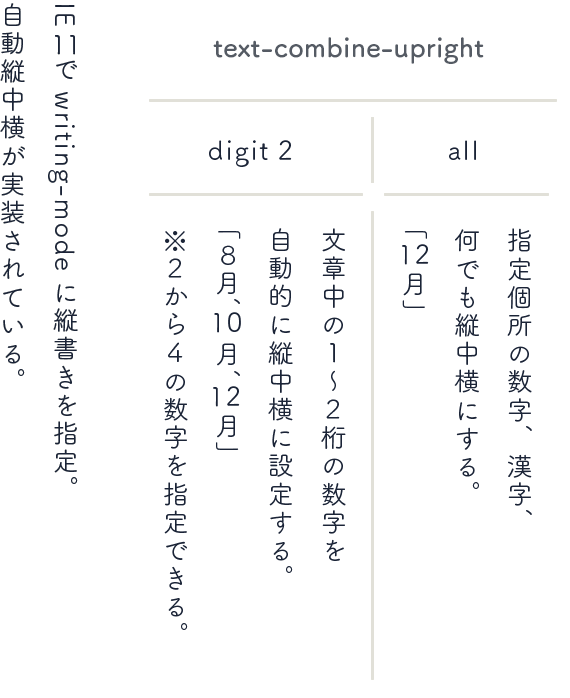 text-combine-upright
all
指定個所の数字、漢字、
何でも縦中横にする。
「12月」
digit 2
文章中の1〜2桁の数字を
自動的に縦中横に設定する。
「8月、10月、12月」
※2から4の数字を指定できる。
IE11で writing-mode に縦書きを指定。
自動縦中横が実装されている。